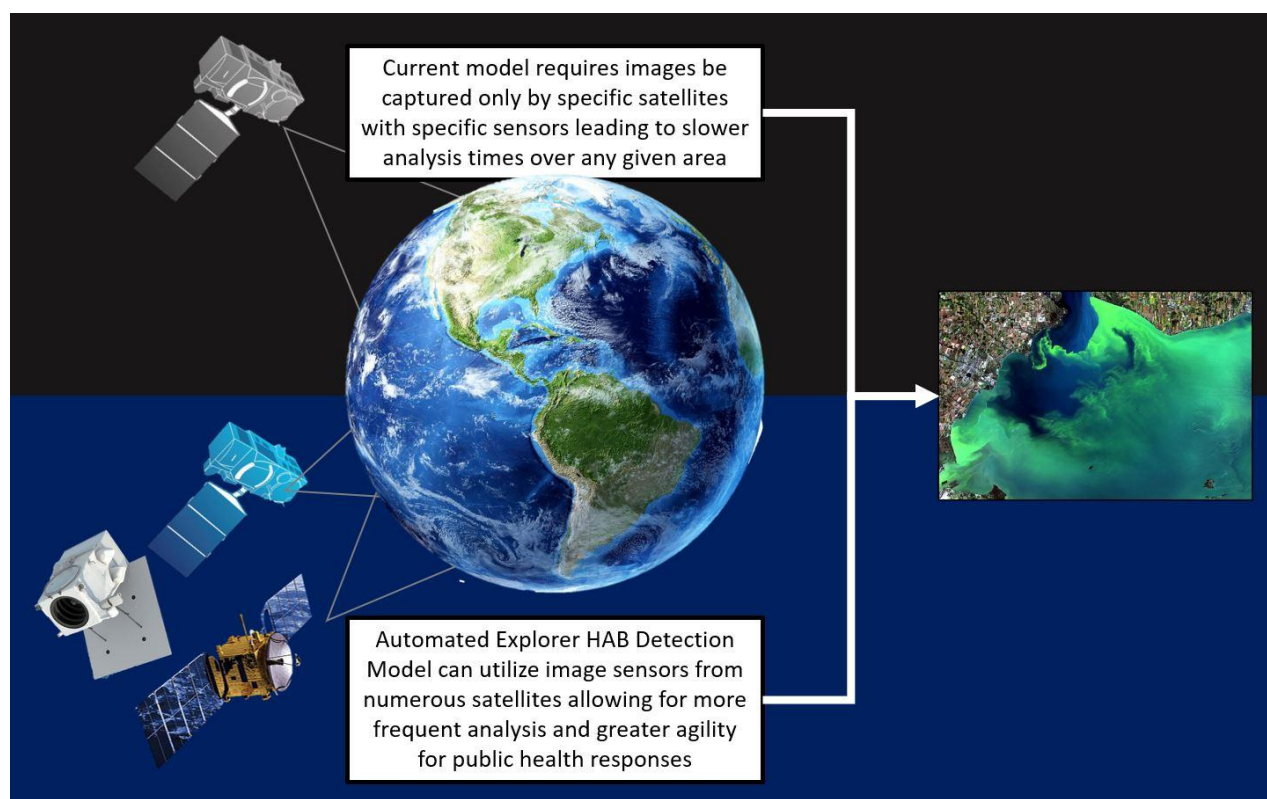 Current model requires images be
captured only by specific satellites
with specific sensors leading to slower
analysis times over any given area
Automated Explorer HAB Detection
Model can utilize image sensors from
numerous satellites allowing for more
frequent analysis and greater agility
for public health responses